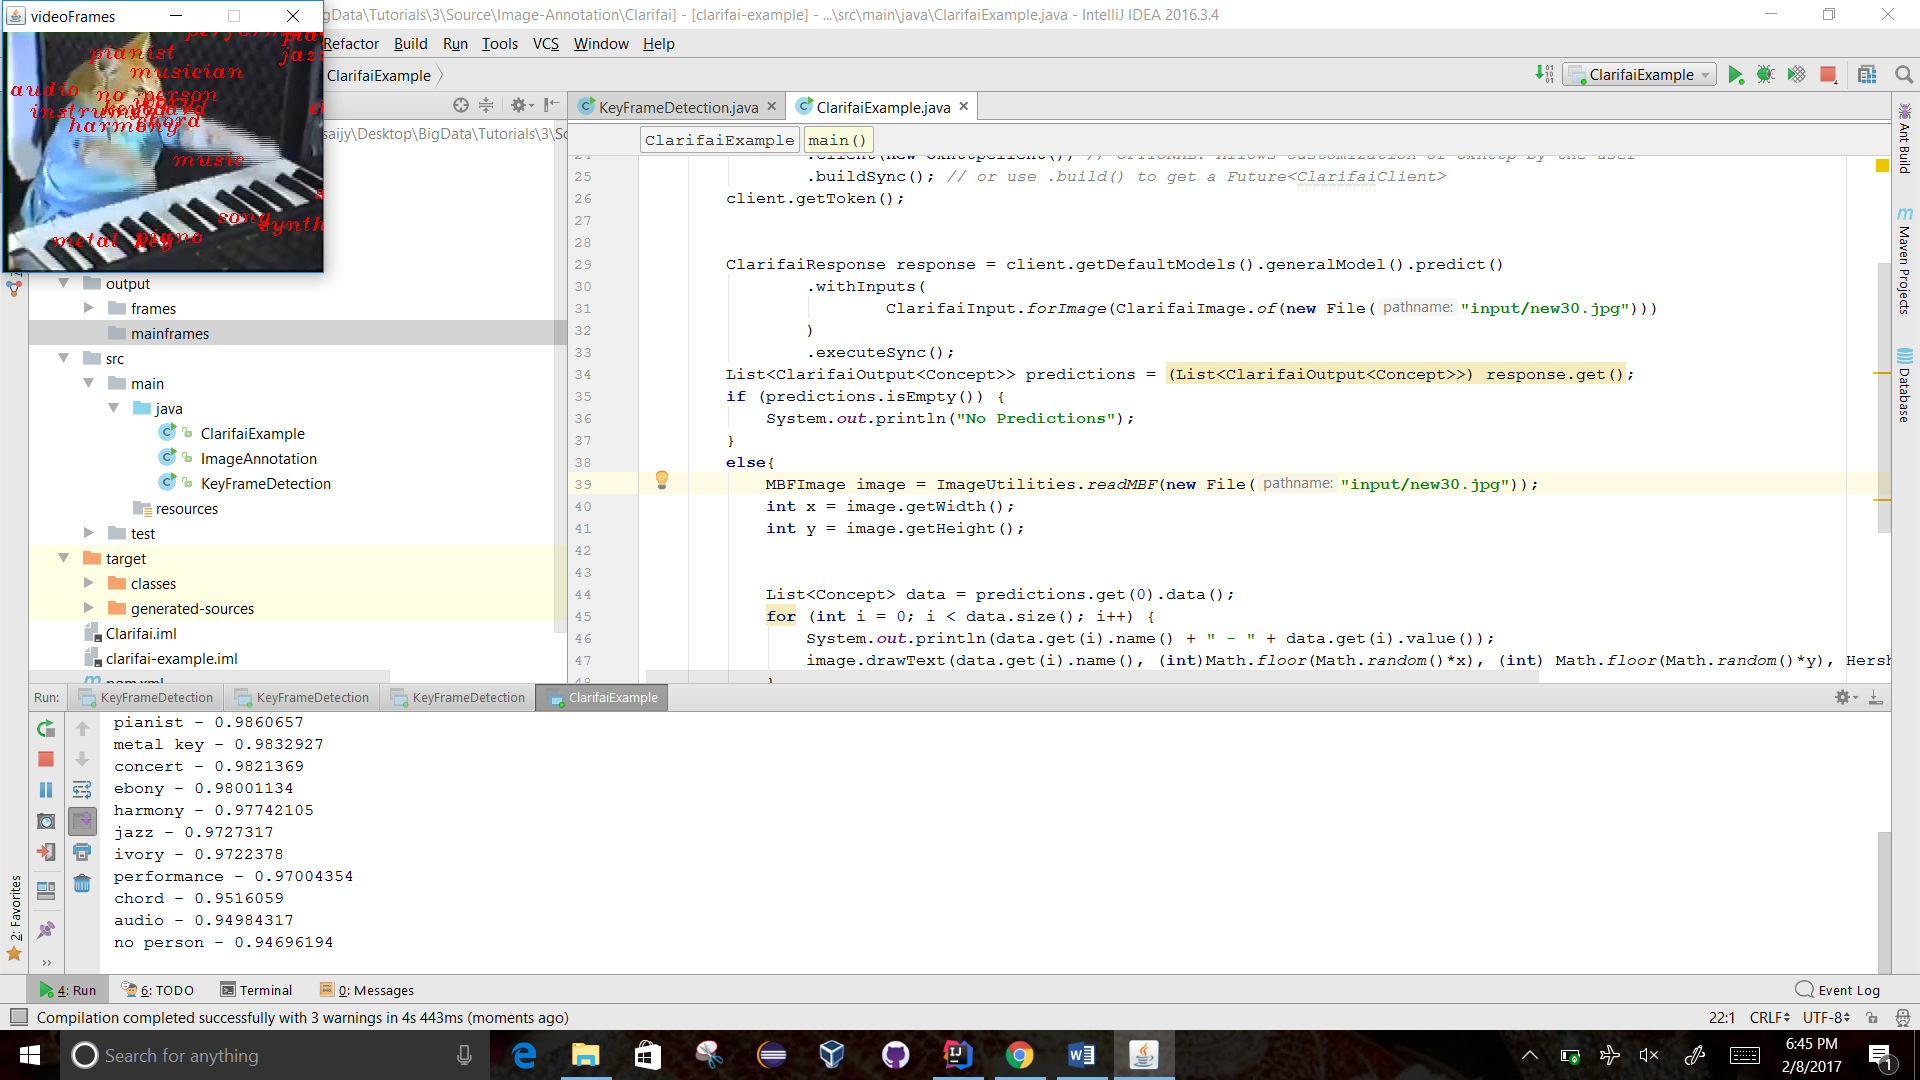 videoFrames
gData\Tutorials\3\Source\Image-Annotation\Clarifai] - [clarifai-example] - ...\src\main\java\ClarifaiExample.java - IntelliJ IDEA 2016.3.4
Refactor Build Run Tools VCS Window Help
ClarifaiExample
ClarifaiExample
pianist
musician
audio
no person
instrument
harmony
chord
music
song
synth
metal key
piano
jazz
saijy\Desktop\BigData\Tutorials\3\Sc
KeyFrameDetection.java
ClarifaiExample.java
ClarifaiExample main()
25 .buildSync(); // or use .build() to get a Future<ClarifaiClient>
26 client.getToken();
27
28
29 ClarifaiResponse response = client.getDefaultModels().generalModel().predict()
30 .withInputs(
31 ClarifaiInput.forImage(ClarifaiImage.of(new File( pathname: "input/new30.jpg")))
32 )
33 .executeSync();
34 List<ClarifaiOutput<Concept>> predictions = (List<ClarifaiOutput<Concept>>) response.get();
35 if (predictions.isEmpty()) {
36 System.out.println("No Predictions");
37 }
38 else{
39 MBFImage image = ImageUtilities.readMBF(new File( pathname: "input/new30.jpg"));
40 int x = image.getWidth();
41 int y = image.getHeight();
42
43
44 List<Concept> data = predictions.get(0).data();
45 for (int i = 0; i < data.size(); i++) {
46 System.out.println(data.get(i).name() + " - " + data.get(i).value());
47 image.drawText(data.get(i).name(), (int)Math.floor(Math.random()*x), (int) Math.floor(Math.random()*y), Hersh
output
frames
mainframes
src
main
java
ClarifaiExample
ImageAnnotation
KeyFrameDetection
resources
test
target
classes
generated-sources
Clarifai.iml
clarifai-example.iml
pom.xml
Ant Build
Maven Projects
Database
Run: KeyFrameDetection KeyFrameDetection KeyFrameDetection ClarifaiExample
pianist - 0.9860657
metal key - 0.9832927
concert - 0.9821369
ebony - 0.98001134
harmony - 0.97742105
jazz - 0.9727317
ivory - 0.9722378
performance - 0.97004354
chord - 0.9516059
audio - 0.94984317
no person - 0.94696194
2: Favorites
4: Run 6: TODO Terminal 0: Messages Event Log
Compilation completed successfully with 3 warnings in 4s 443ms (moments ago) 22:1 CRLF UTF-8
Search for anything
6:45 PM
2/8/2017
1